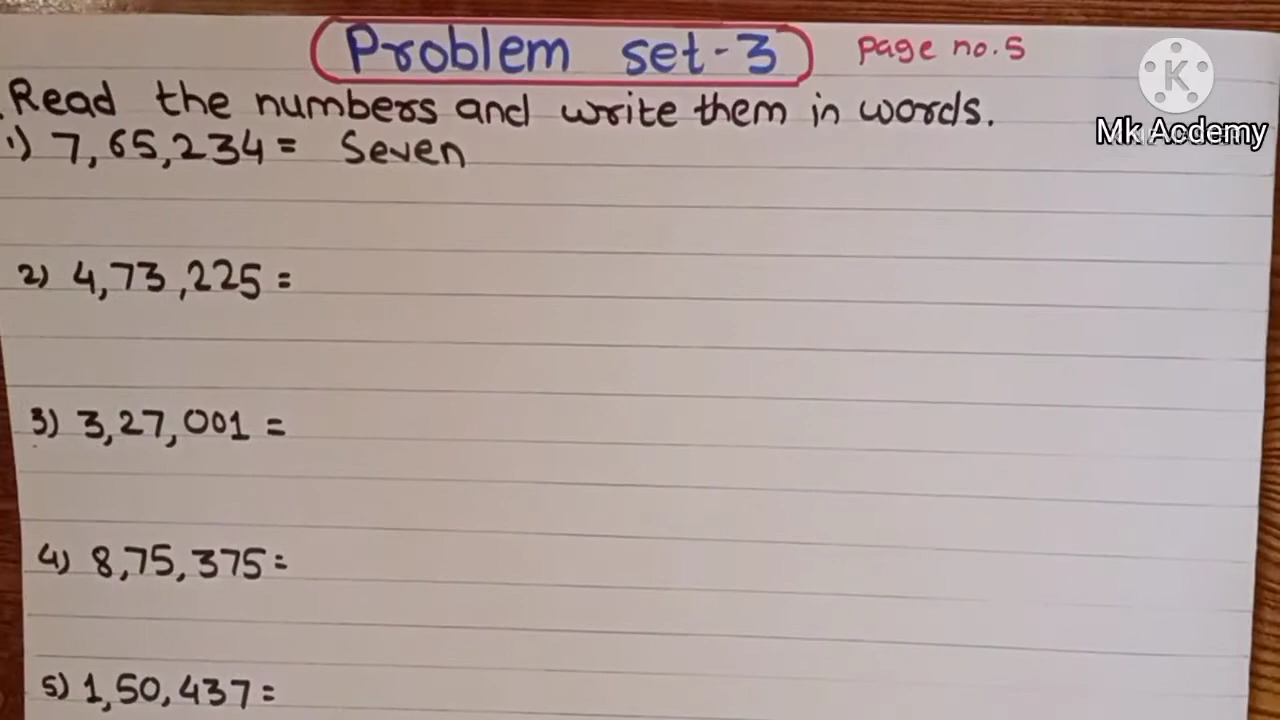 Problem set-3 page no.5
K
Mk Acdemy
Read the numbers and write them in words.
1) 7,65,234 = Seven
2) 4,73,225 =
3) 3,27,001 =
4) 8,75,375 =
5) 1,50,437 =